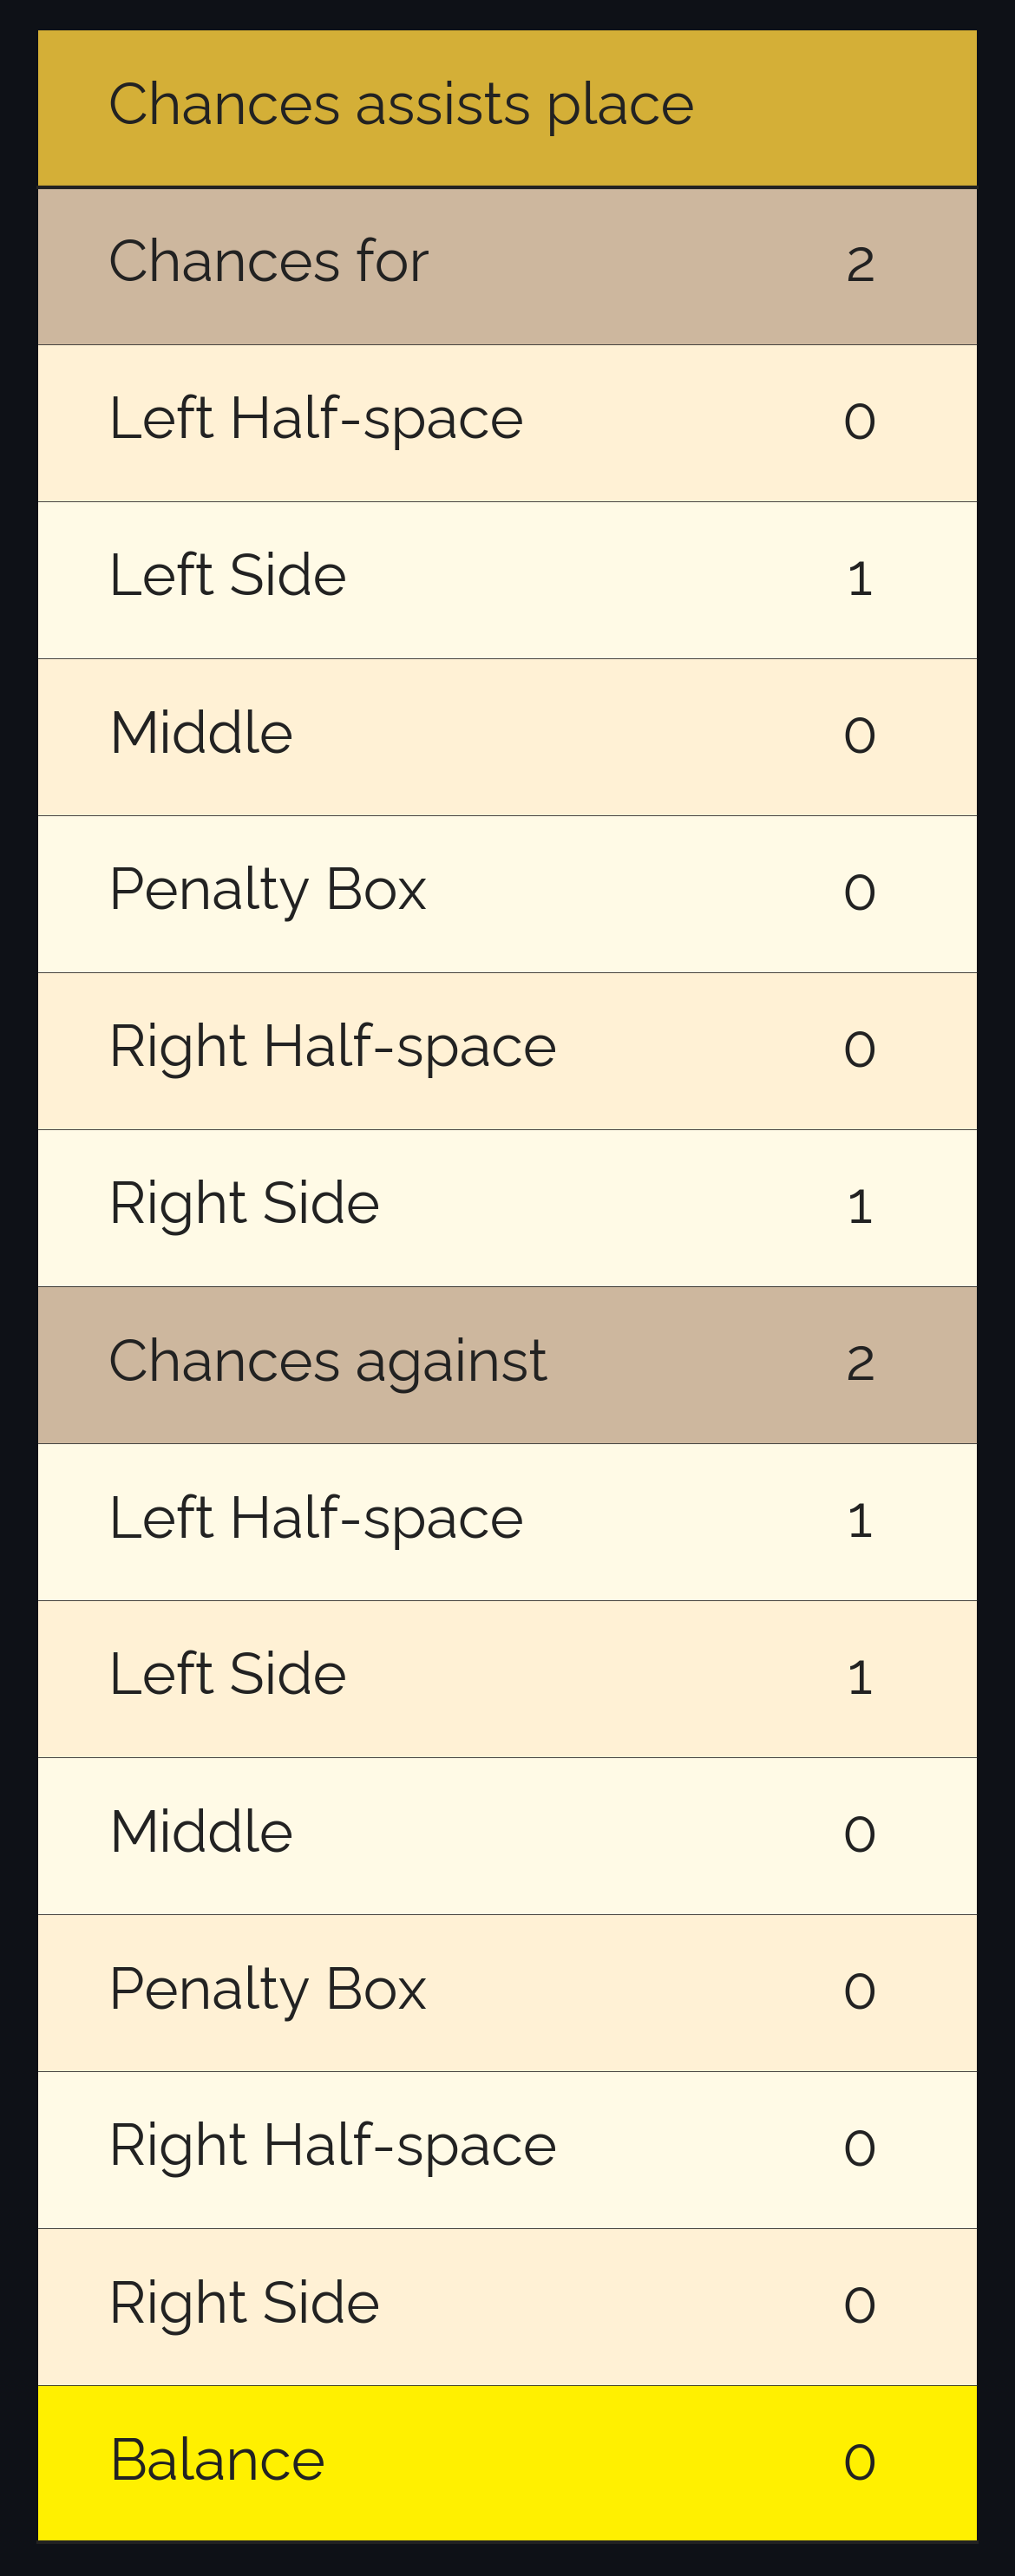 Chances assists place
Chances for 2
Left Half-space 0
Left Side 1
Middle 0
Penalty Box 0
Right Half-space 0
Right Side 1
Chances against 2
Left Half-space 1
Left Side 1
Middle 0
Penalty Box 0
Right Half-space 0
Right Side 0
Balance 0